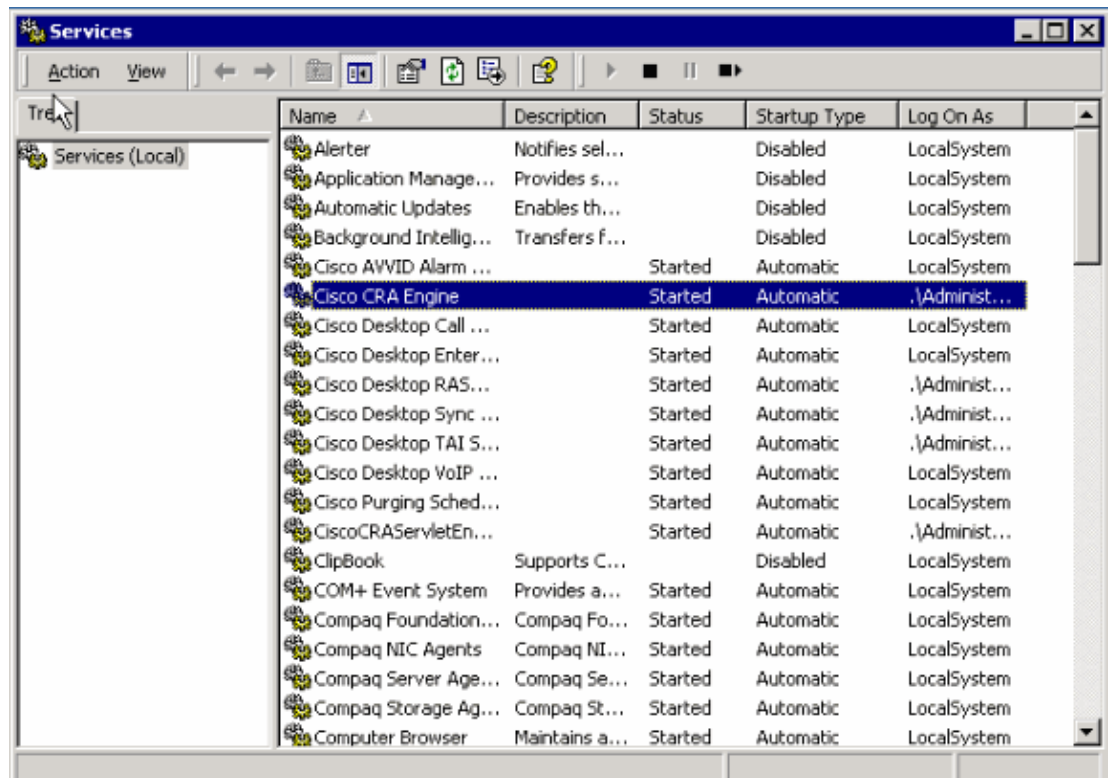 Services
Action View
Tree
Name Description Status Startup Type Log On As
Services (Local)
Alerter Notifies sel... Disabled LocalSystem
Application Manage... Provides s... Disabled LocalSystem
Automatic Updates Enables th... Disabled LocalSystem
Background Intellig... Transfers f... Disabled LocalSystem
Cisco AVVID Alarm ... Started Automatic LocalSystem
Cisco CRA Engine Started Automatic .\Administ...
Cisco Desktop Call ... Started Automatic LocalSystem
Cisco Desktop Enter... Started Automatic LocalSystem
Cisco Desktop RAS... Started Automatic .\Administ...
Cisco Desktop Sync ... Started Automatic .\Administ...
Cisco Desktop TAI S... Started Automatic .\Administ...
Cisco Desktop VoIP ... Started Automatic LocalSystem
Cisco Purging Sched... Started Automatic LocalSystem
CiscoCRAServletEn... Started Automatic .\Administ...
ClipBook Supports C... Disabled LocalSystem
COM+ Event System Provides a... Started Automatic LocalSystem
Compaq Foundation... Compaq Fo... Started Automatic LocalSystem
Compaq NIC Agents Compaq NI... Started Automatic LocalSystem
Compaq Server Age... Compaq Se... Started Automatic LocalSystem
Compaq Storage Ag... Compaq St... Started Automatic LocalSystem
Computer Browser Maintains a... Started Automatic LocalSystem